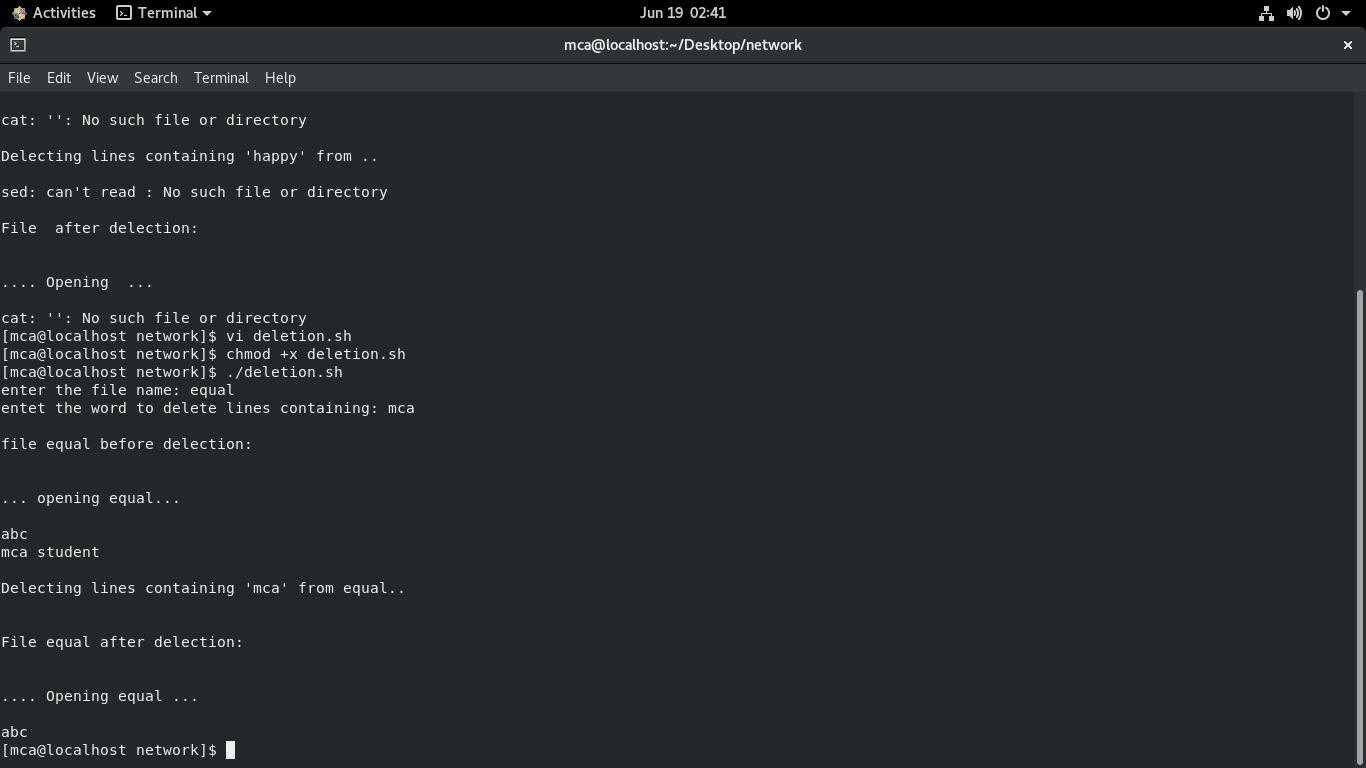 Activities Terminal Jun 19 02:41
mca@localhost:~/Desktop/network
File Edit View Search Terminal Help
cat: '': No such file or directory
Delecting lines containing 'happy' from ..
sed: can't read : No such file or directory
File  after delection:
.... Opening  ...
cat: '': No such file or directory
[mca@localhost network]$ vi deletion.sh
[mca@localhost network]$ chmod +x deletion.sh
[mca@localhost network]$ ./deletion.sh
enter the file name: equal
entet the word to delete lines containing: mca
file equal before delection:
... opening equal...
abc
mca student
Delecting lines containing 'mca' from equal..
File equal after delection:
.... Opening equal ...
abc
[mca@localhost network]$